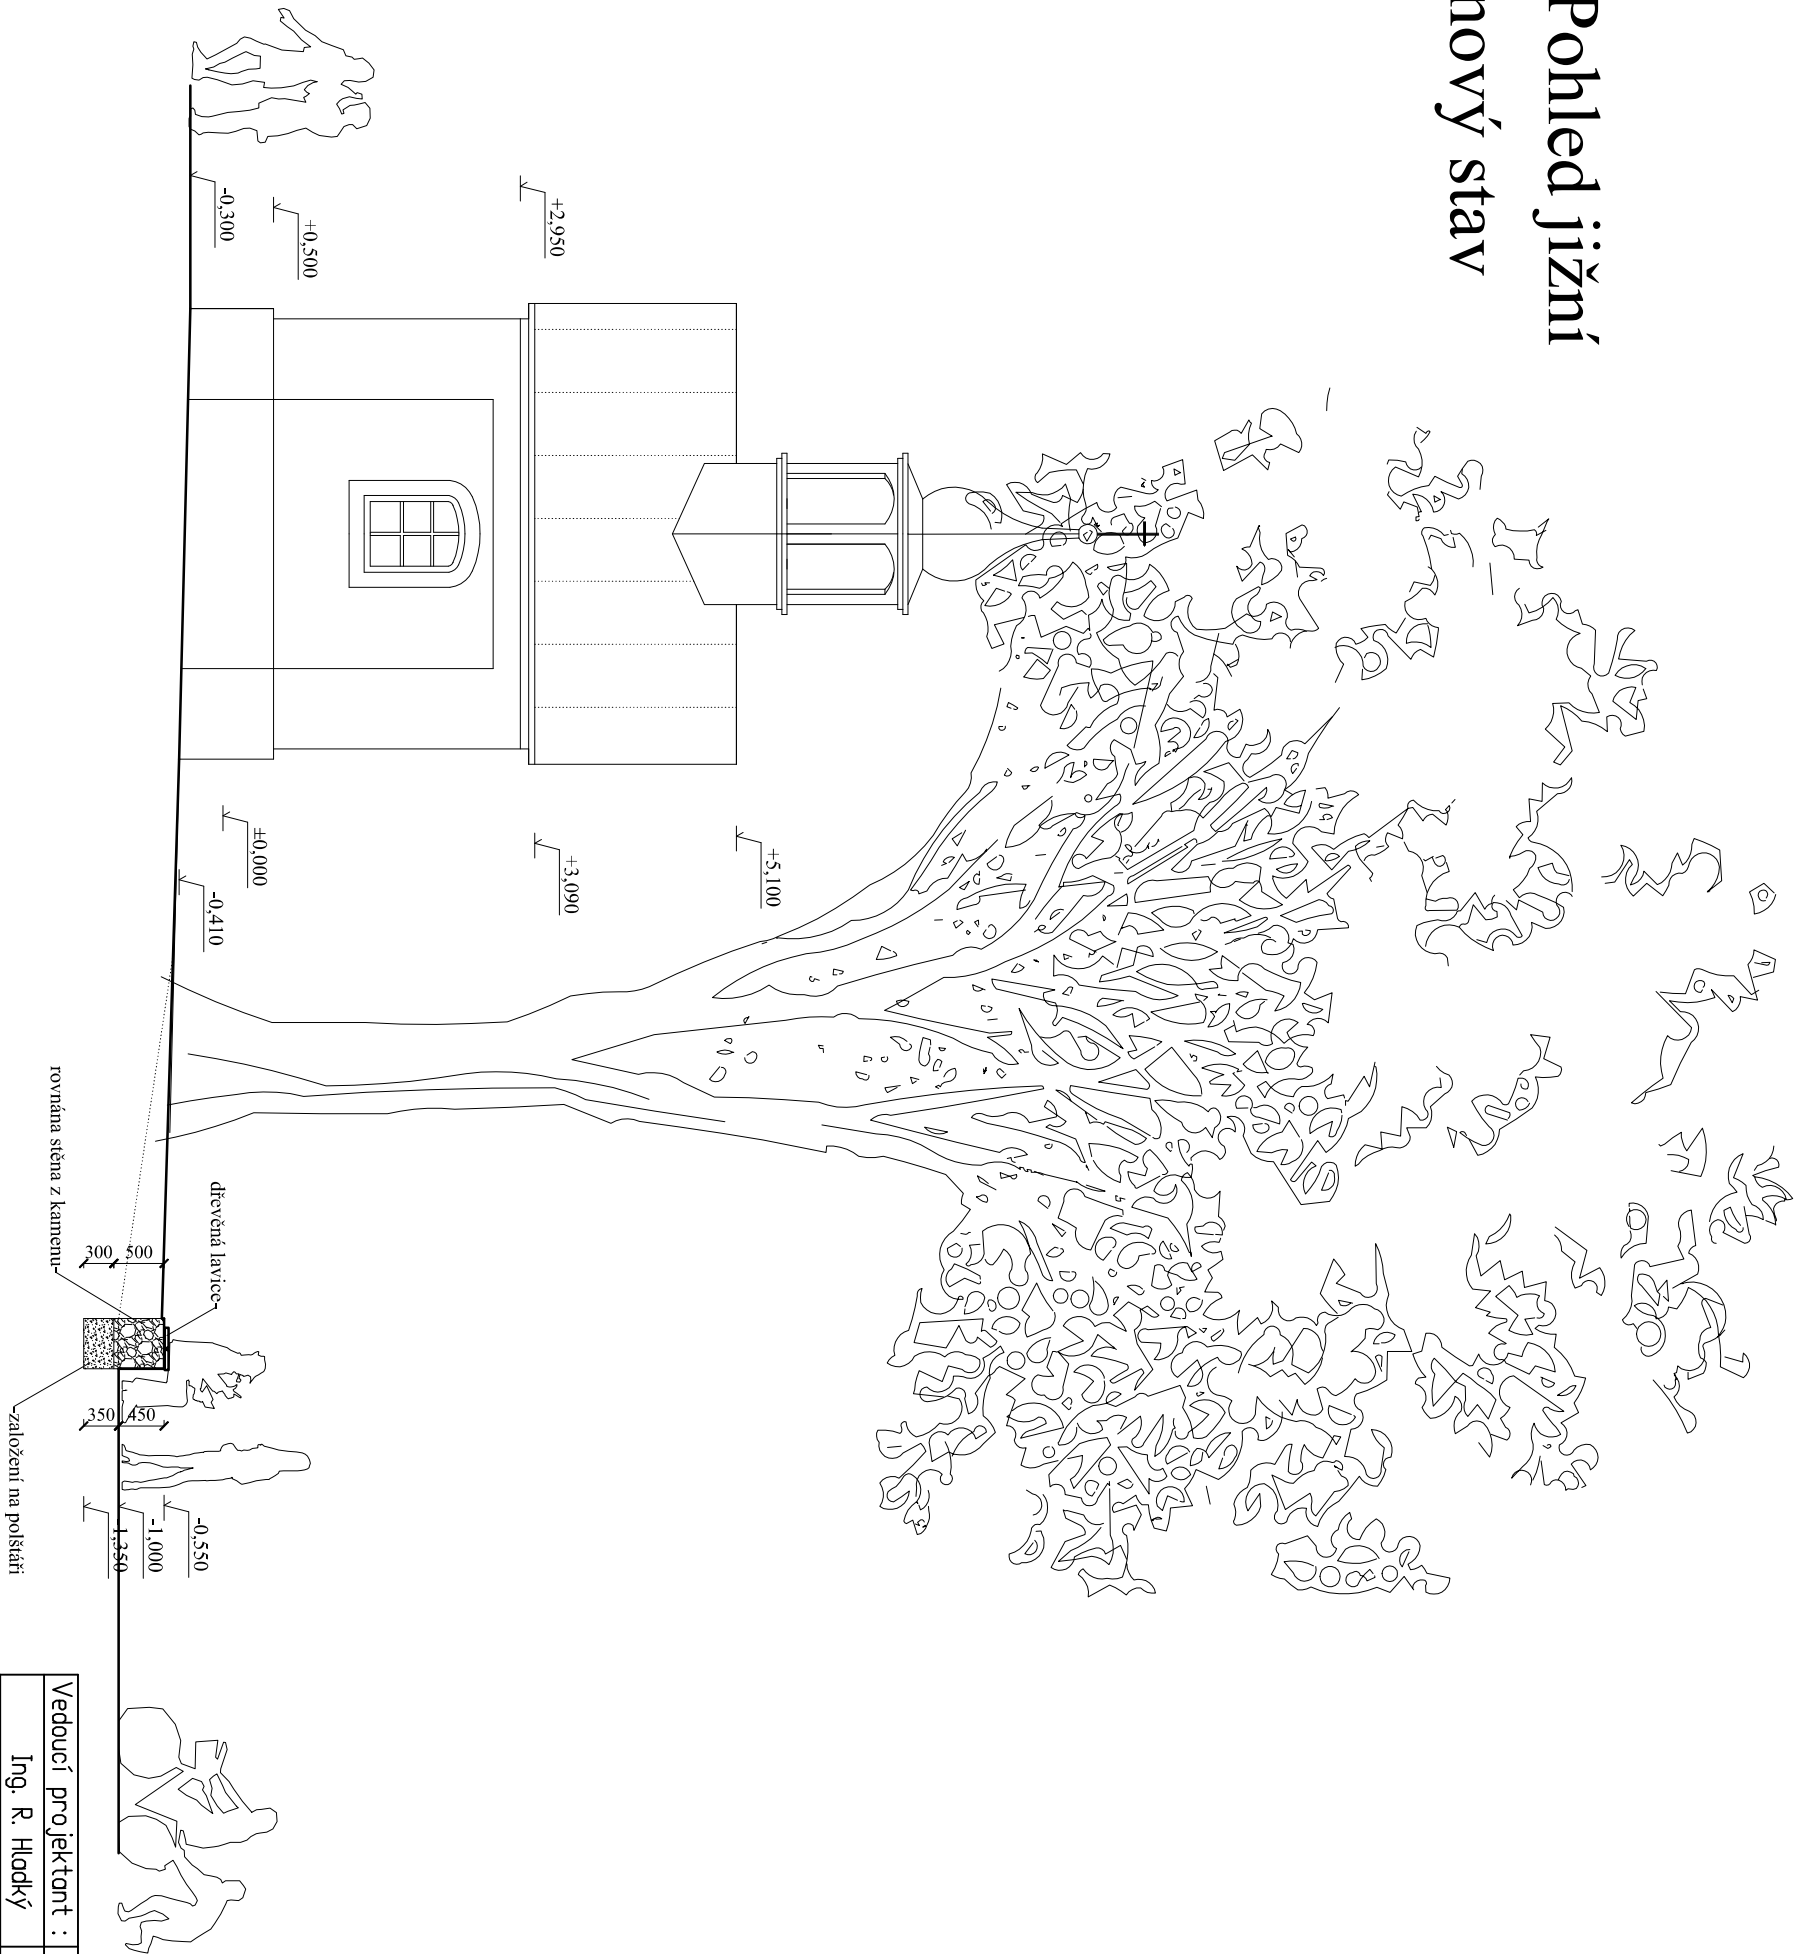 Pohled jižní
nový stav
+2,950
+0,500
-0,300
+5,100
+3,090
±0,000
-0,410
dřevěná lavice
rovnána stěna z kamenu
300
500
350
450
-0,550
-1,000
-1,350
založení na polštáři
Vedoucí projektant :
Ing. R. Hladký